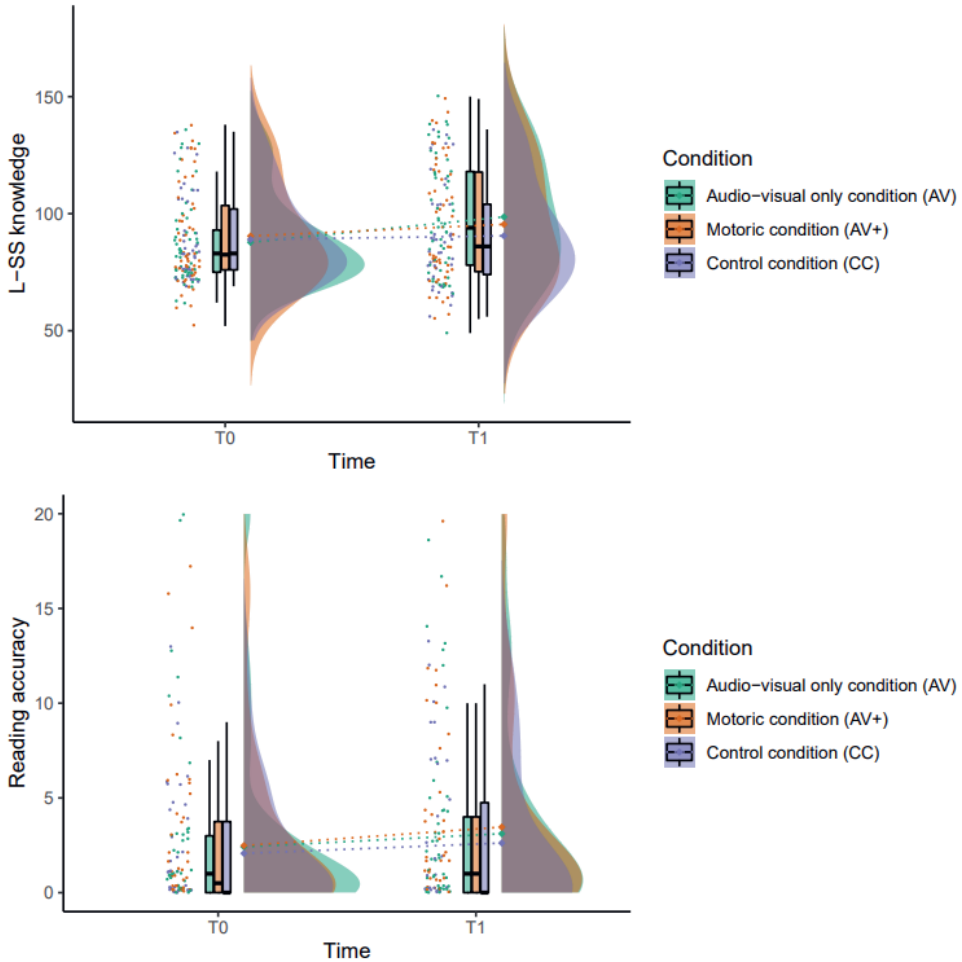 150
100
50
L−SS knowledge
T0
T1
Time
Condition
Audio−visual only condition (AV)
Motoric condition (AV+)
Control condition (CC)
20
15
10
5
0
Reading accuracy
T0
T1
Time
Condition
Audio−visual only condition (AV)
Motoric condition (AV+)
Control condition (CC)